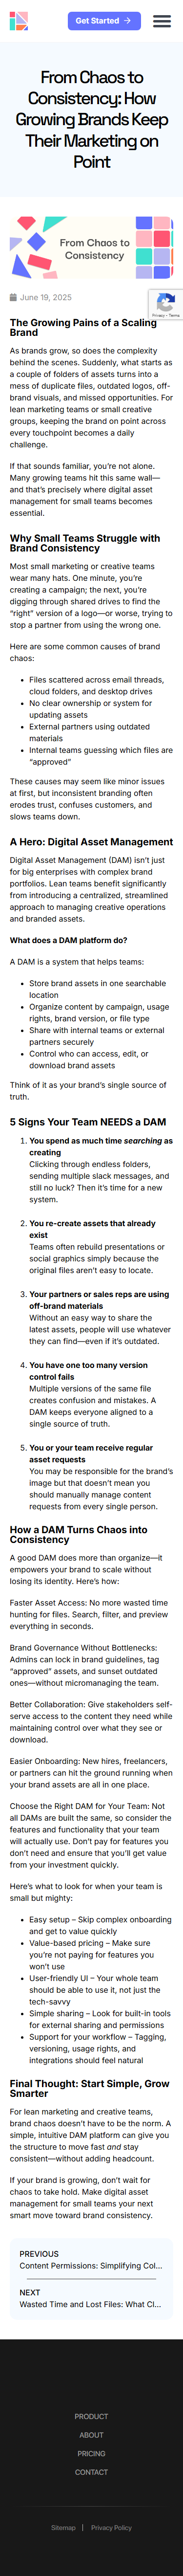 Get Started →
From Chaos to
Consistency: How
Growing Brands Keep
Their Marketing on
Point
From Chaos to
Consistency
June 19, 2025
Privacy - Terms
The Growing Pains of a Scaling
Brand
As brands grow, so does the complexity
behind the scenes. Suddenly, what starts as
a couple of folders of assets turns into a
mess of duplicate files, outdated logos, off-
brand visuals, and missed opportunities. For
lean marketing teams or small creative
groups, keeping the brand on point across
every touchpoint becomes a daily
challenge.
If that sounds familiar, you're not alone.
Many growing teams hit this same wall—
and that's precisely where digital asset
management for small teams becomes
essential.
Why Small Teams Struggle with
Brand Consistency
Most small marketing or creative teams
wear many hats. One minute, you're
creating a campaign; the next, you're
digging through shared drives to find the
"right" version of a logo—or worse, trying to
stop a partner from using the wrong one.
Here are some common causes of brand
chaos:
• Files scattered across email threads,
cloud folders, and desktop drives
• No clear ownership or system for
updating assets
• External partners using outdated
materials
• Internal teams guessing which files are
"approved"
These causes may seem like minor issues
at first, but inconsistent branding often
erodes trust, confuses customers, and
slows teams down.
A Hero: Digital Asset Management
Digital Asset Management (DAM) isn't just
for big enterprises with complex brand
portfolios. Lean teams benefit significantly
from introducing a centralized, streamlined
approach to managing creative operations
and branded assets.
What does a DAM platform do?
A DAM is a system that helps teams:
• Store brand assets in one searchable
location
• Organize content by campaign, usage
rights, brand version, or file type
• Share with internal teams or external
partners securely
• Control who can access, edit, or
download brand assets
Think of it as your brand's single source of
truth.
5 Signs Your Team NEEDS a DAM
1. You spend as much time searching as
creating
Clicking through endless folders,
sending multiple slack messages, and
still no luck? Then it's time for a new
system.
2. You re-create assets that already
exist
Teams often rebuild presentations or
social graphics simply because the
original files aren't easy to locate.
3. Your partners or sales reps are using
off-brand materials
Without an easy way to share the
latest assets, people will use whatever
they can find—even if it's outdated.
4. You have one too many version
control fails
Multiple versions of the same file
creates confusion and mistakes. A
DAM keeps everyone aligned to a
single source of truth.
5. You or your team receive regular
asset requests
You may be responsible for the brand's
image but that doesn't mean you
should manually manage content
requests from every single person.
How a DAM Turns Chaos into
Consistency
A good DAM does more than organize—it
empowers your brand to scale without
losing its identity. Here's how:
Faster Asset Access: No more wasted time
hunting for files. Search, filter, and preview
everything in seconds.
Brand Governance Without Bottlenecks:
Admins can lock in brand guidelines, tag
"approved" assets, and sunset outdated
ones—without micromanaging the team.
Better Collaboration: Give stakeholders self-
serve access to the content they need while
maintaining control over what they see or
download.
Easier Onboarding: New hires, freelancers,
or partners can hit the ground running when
your brand assets are all in one place.
Choose the Right DAM for Your Team: Not
all DAMs are built the same, so consider the
features and functionality that your team
will actually use. Don't pay for features you
don't need and ensure that you'll get value
from your investment quickly.
Here's what to look for when your team is
small but mighty:
• Easy setup – Skip complex onboarding
and get to value quickly
• Value-based pricing – Make sure
you're not paying for features you
won't use
• User-friendly UI – Your whole team
should be able to use it, not just the
tech-savvy
• Simple sharing – Look for built-in tools
for external sharing and permissions
• Support for your workflow – Tagging,
versioning, usage rights, and
integrations should feel natural
Final Thought: Start Simple, Grow
Smarter
For lean marketing and creative teams,
brand chaos doesn't have to be the norm. A
simple, intuitive DAM platform can give you
the structure to move fast and stay
consistent—without adding headcount.
If your brand is growing, don't wait for
chaos to take hold. Make digital asset
management for small teams your next
smart move toward brand consistency.
PREVIOUS
Content Permissions: Simplifying Col...
NEXT
Wasted Time and Lost Files: What Cl...
PRODUCT
ABOUT
PRICING
CONTACT
Sitemap | Privacy Policy